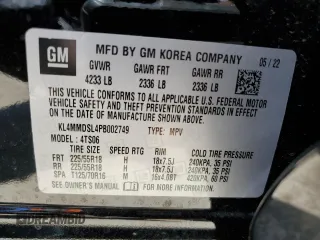 GM
MFD BY GM KOREA COMPANY
05 / 22
GVWR GAWR FRT GAWR RR
4233 LB 2336 LB 2336 LB
THIS VEHICLE CONFORMS TO ALL APPLICABLE U.S. FEDERAL MOTOR
VEHICLE SAFETY, BUMPER, AND THEFT PREVENTION STANDARDS IN
EFFECT ON THE DATE OF MANUFACTURE SHOWN ABOVE.
KL4MMDSL4PB002749 TYPE: MPV
MODEL: 4TS06
TIRE SIZE SPEED RTG RIM COLD TIRE PRESSURE
FRT 225/55R18 H 18x7.5J 240KPA, 35 PSI
RR 225/55R18 H 18x7.5J 240KPA, 35 PSI
SPA T125/70R16 M 16x4.0BT 420KPA, 60 PSI
SEE OWNER'S MANUAL
DREAMBID